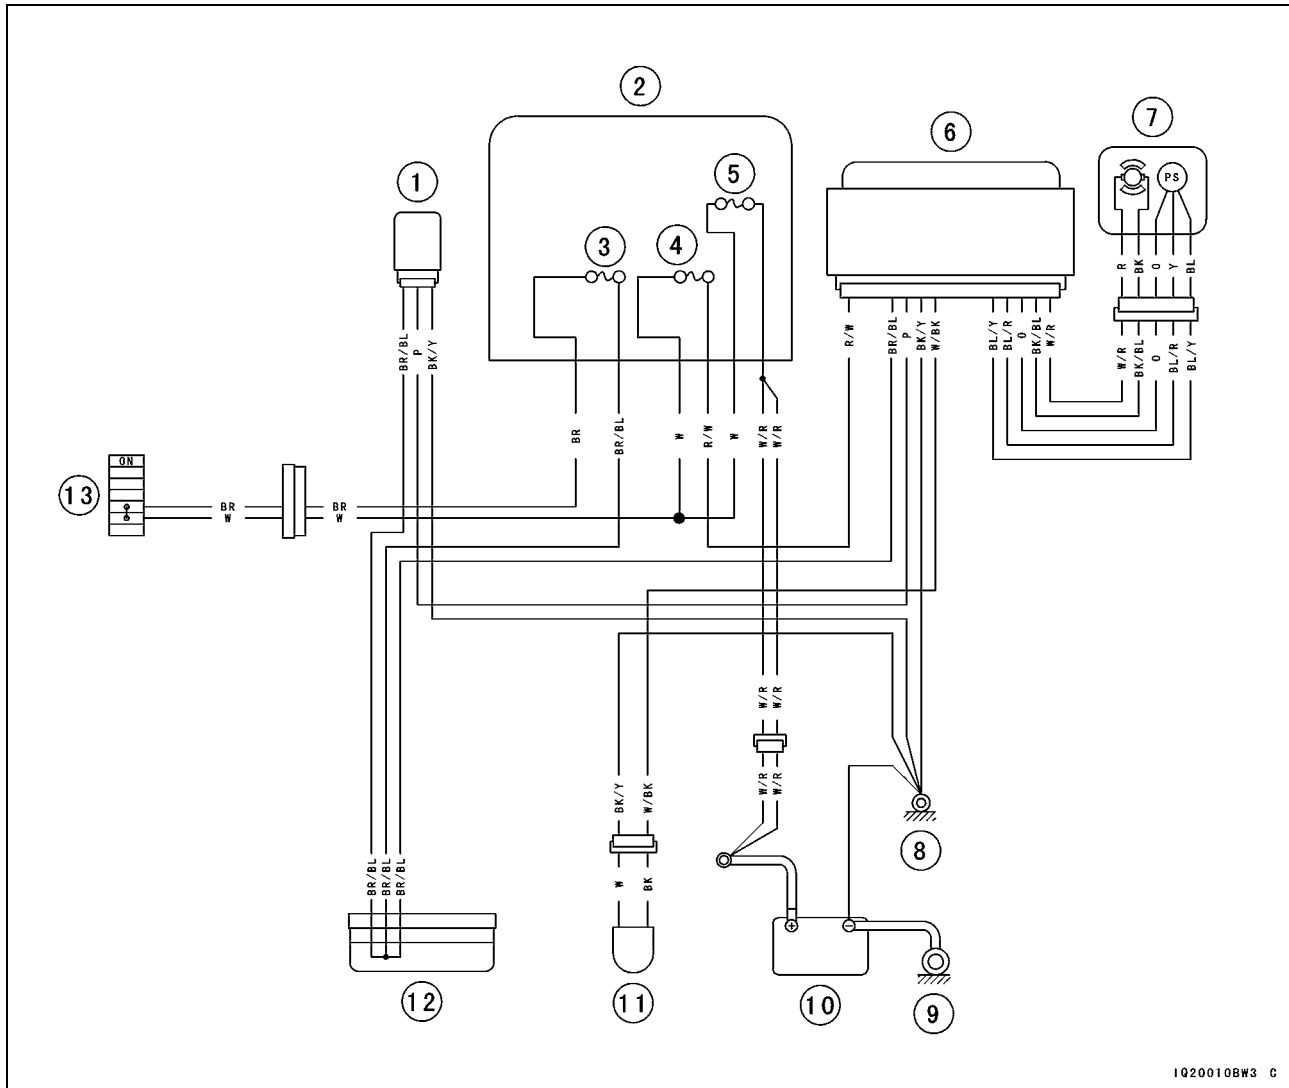 2
7
6
1
5
PS
3
4
R
BK
O
Y
BL
BR/BL
P
BK/Y
R/W
BR/BL
P
BK/Y
W/BK
BL/Y
BL/R
O
BK/BL
W/R
W/R
BK/BL
O
BL/R
BL/Y
BR
BR/BL
W
R/W
W
W/R
W/R
ON
13
BR
W
BR
W
W/R
W/R
BK/Y
W/BK
W/R
W/R
8
BR/BL
BR/BL
BR/BL
W
BK
12
11
10
9
IQ20010BW3 C